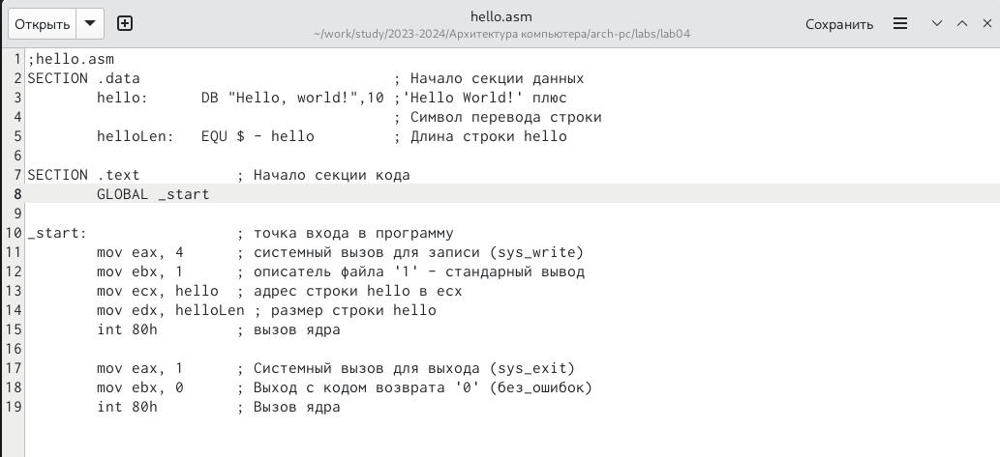 Открыть
hello.asm
~/work/study/2023-2024/Архитектура компьютера/arch-pc/labs/lab04
Сохранить
1 ;hello.asm
2 SECTION .data                             ; Начало секции данных
3         hello:      DB "Hello, world!",10 ;'Hello World!' плюс
4                                           ; Символ перевода строки
5         helloLen:   EQU $ - hello         ; Длина строки hello
6
7 SECTION .text           ; Начало секции кода
8         GLOBAL _start
9
10 _start:                 ; точка входа в программу
11         mov eax, 4      ; системный вызов для записи (sys_write)
12         mov ebx, 1      ; описатель файла '1' - стандартный вывод
13         mov ecx, hello  ; адрес строки hello в ecx
14         mov edx, helloLen ; размер строки hello
15         int 80h         ; вызов ядра
16
17         mov eax, 1      ; Системный вызов для выхода (sys_exit)
18         mov ebx, 0      ; Выход с кодом возврата '0' (без_ошибок)
19         int 80h         ; Вызов ядра